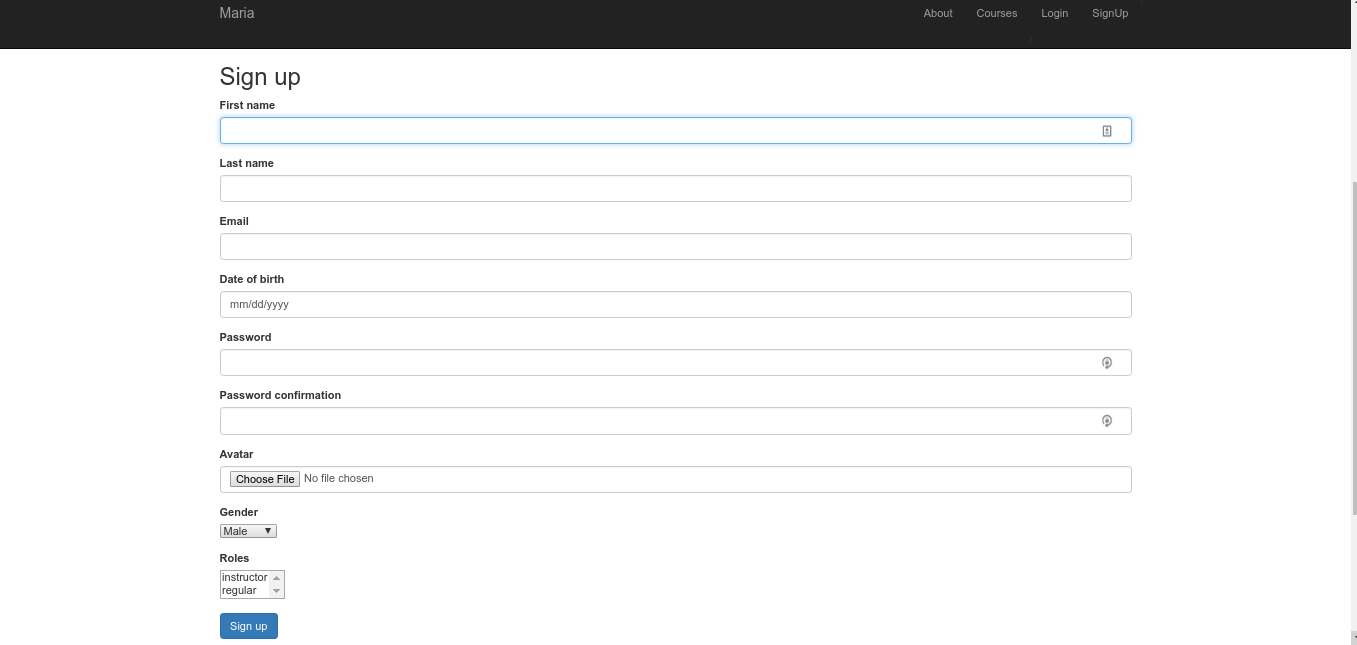 Maria About Courses Login SignUp
Sign up
First name
Last name
Email
Date of birth
mm/dd/yyyy
Password
Password confirmation
Avatar
Choose File No file chosen
Gender
Male
Roles
instructor
regular
Sign up